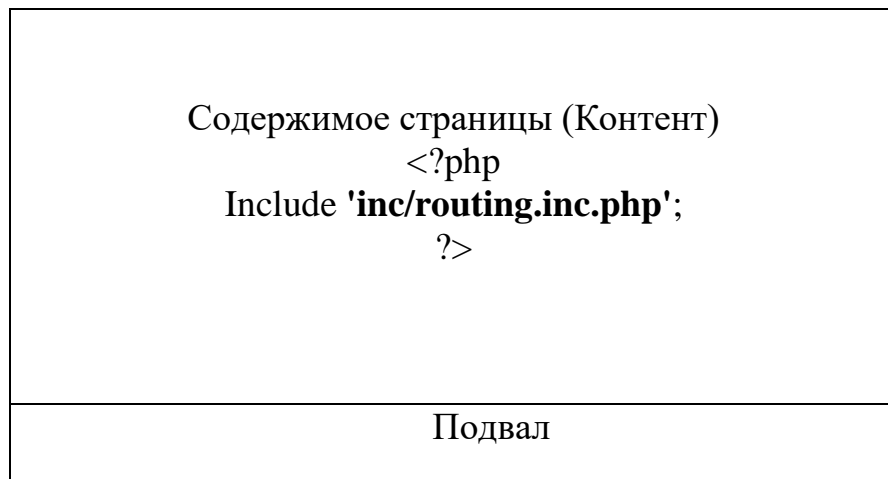 Содержимое страницы (Контент)
<?php
Include 'inc/routing.inc.php';
?>
Подвал